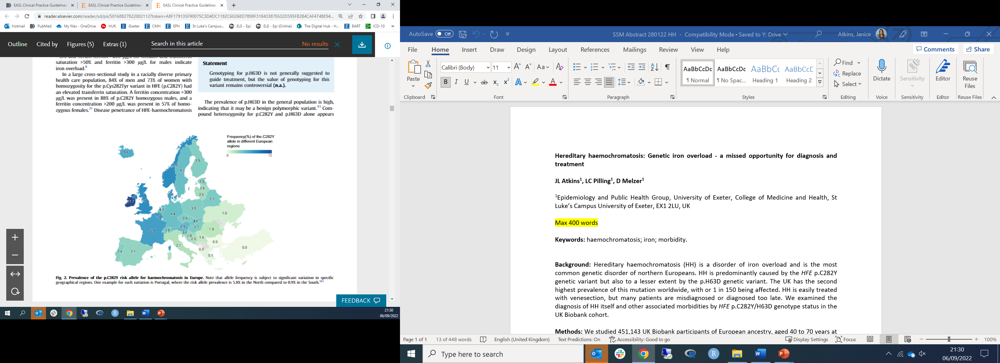 EASL Clinical Practice Guidelines
EASL Clinical Practice Guidelines
EASL Clinical Practice Guidelines
reader.elsevier.com/reader/sd/pii/S0168827822002112?token=A8F179135F90075C3D4DC1182C60268D7B98F31843387E632D595FB2B4CAF474BE94...
Hotmail PubMed My files - OneDrive HUK iExeter CMH EPH St Luke's Campus... ELE - Epi ELE - Epi (Online) The Digital Hub - H... BART ICD-10 »
Outline Cited by Figures (5) Extras (1) Search in this article No results
saturation >50% and ferritin >300 µg/L for males indicate
iron overload.8
In a large cross-sectional study in a racially diverse primary
health care population, 84% of men and 73% of women with
homozygosity for the p.Cys282Tyr variant in HFE (p.C282Y) had
an elevated transferrin saturation. A ferritin concentration >300
µg/L was present in 88% of p.C282Y homozygous males, and a
ferritin concentration >200 µg/L was present in 57% of homo-
zygous females.21 Disease penetrance of HFE-haemochromatosis
Statement
Genotyping for p.H63D is not generally suggested to
guide treatment, but the value of genotyping for this
variant remains controversial (n.a.).
The prevalence of p.H63D in the general population is high,
indicating that it may be a benign polymorphic variant.43 Com-
pound heterozygosity for p.C282Y and p.H63D alone appears
Frequency(%) of the C282Y
allele in different European
regions
0 12
5.6
3.5
4.5
3.5
2.6
2.6
3.7
11.7
4.3
4.4
3.5
1.0
3.6
4.0
4.9
3.7
6.4
3.8
3.8
1.8
2.8
2.3
1.6
0.0
2.1
0.3
0.0
3.4
3.1
0.5
Fig. 2. Prevalence of the p.C282Y risk allele for haemochromatosis in Europe. Note that allele frequency is subject to significant variation in specific
geographical regions. One example for such variation is Portugal, where the risk allele prevalence is 5.8% in the North compared to 0.9% in the South.183
FEEDBACK
21:30
06/09/2022
AutoSave Off SSM Abstract 280122 HH - Compatibility Mode • Saved to Y: Drive Atkins, Janice
File Home Insert Draw Design Layout References Mailings Review View Help Comments Share
Calibri (Body) 11 Aa
Paste
B I U ab x2 x2 A A
AaBbCcDc AaBbCcDc AaBbCc AaBbCcE
¶ Normal ¶ No Spac... Heading 1 Heading 2
Find
Replace
Select
Dictate
Sensitivity
Editor
Reuse
Files
Clipboard Font Paragraph Styles Editing Voice Sensitivity Editor Reuse Files
Hereditary haemochromatosis: Genetic iron overload - a missed opportunity for diagnosis and
treatment
JL Atkins1, LC Pilling1, D Melzer1
1Epidemiology and Public Health Group, University of Exeter, College of Medicine and Health, St
Luke's Campus University of Exeter, EX1 2LU, UK
Max 400 words
Keywords: haemochromatosis; iron; morbidity.
Background: Hereditary haemochromatosis (HH) is a disorder of iron overload and is the most
common genetic disorder of northern Europeans. HH is predominantly caused by the HFE p.C282Y
genetic variant but also to a lesser extent by the p.H63D genetic variant. The UK has the second
highest prevalence of this mutation worldwide, with or 1 in 150 being affected. HH is easily treated
with venesection, but many patients are misdiagnosed or diagnosed too late. We examined the
diagnosis of HH itself and other associated morbidities by HFE p.C282Y/H63D genotype status in the
UK Biobank cohort.
Methods: We studied 451,143 UK Biobank participants of European ancestry, aged 40 to 70 years at
Page 1 of 1 13 of 448 words English (United Kingdom) Text Predictions: On Accessibility: Good to go Display Settings Focus 100%
Type here to search
21:30
06/09/2022